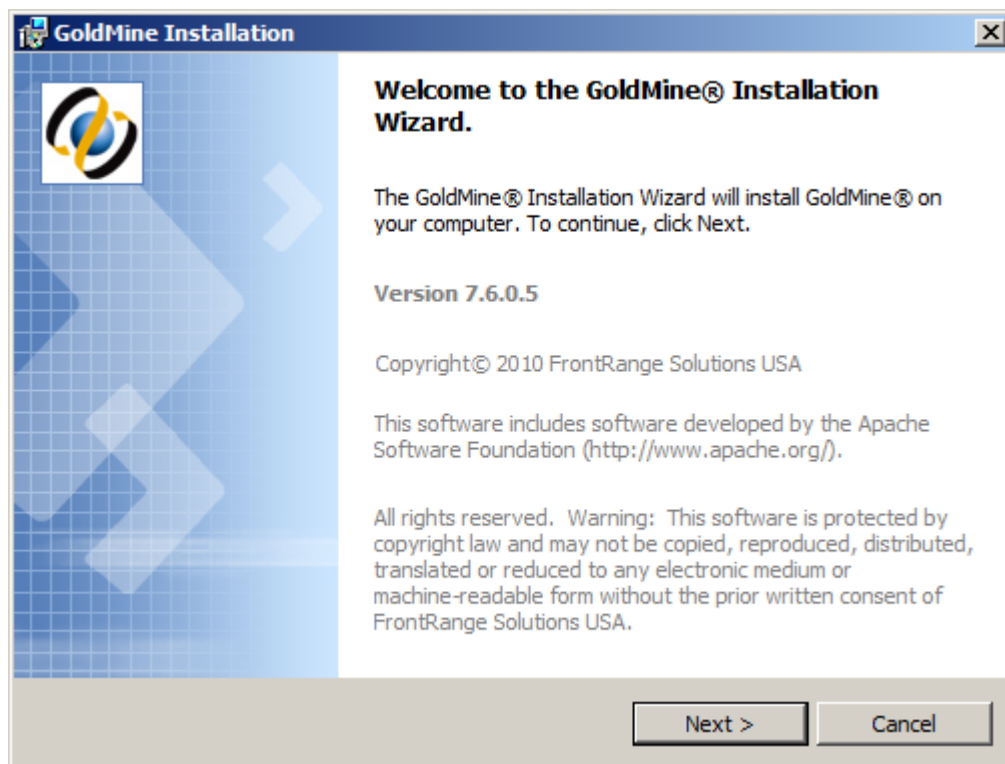 GoldMine Installation
Welcome to the GoldMine® Installation
Wizard.
The GoldMine® Installation Wizard will install GoldMine® on
your computer. To continue, click Next.
Version 7.6.0.5
Copyright© 2010 FrontRange Solutions USA
This software includes software developed by the Apache
Software Foundation (http://www.apache.org/).
All rights reserved.  Warning:  This software is protected by
copyright law and may not be copied, reproduced, distributed,
translated or reduced to any electronic medium or
machine-readable form without the prior written consent of
FrontRange Solutions USA.
Next >
Cancel